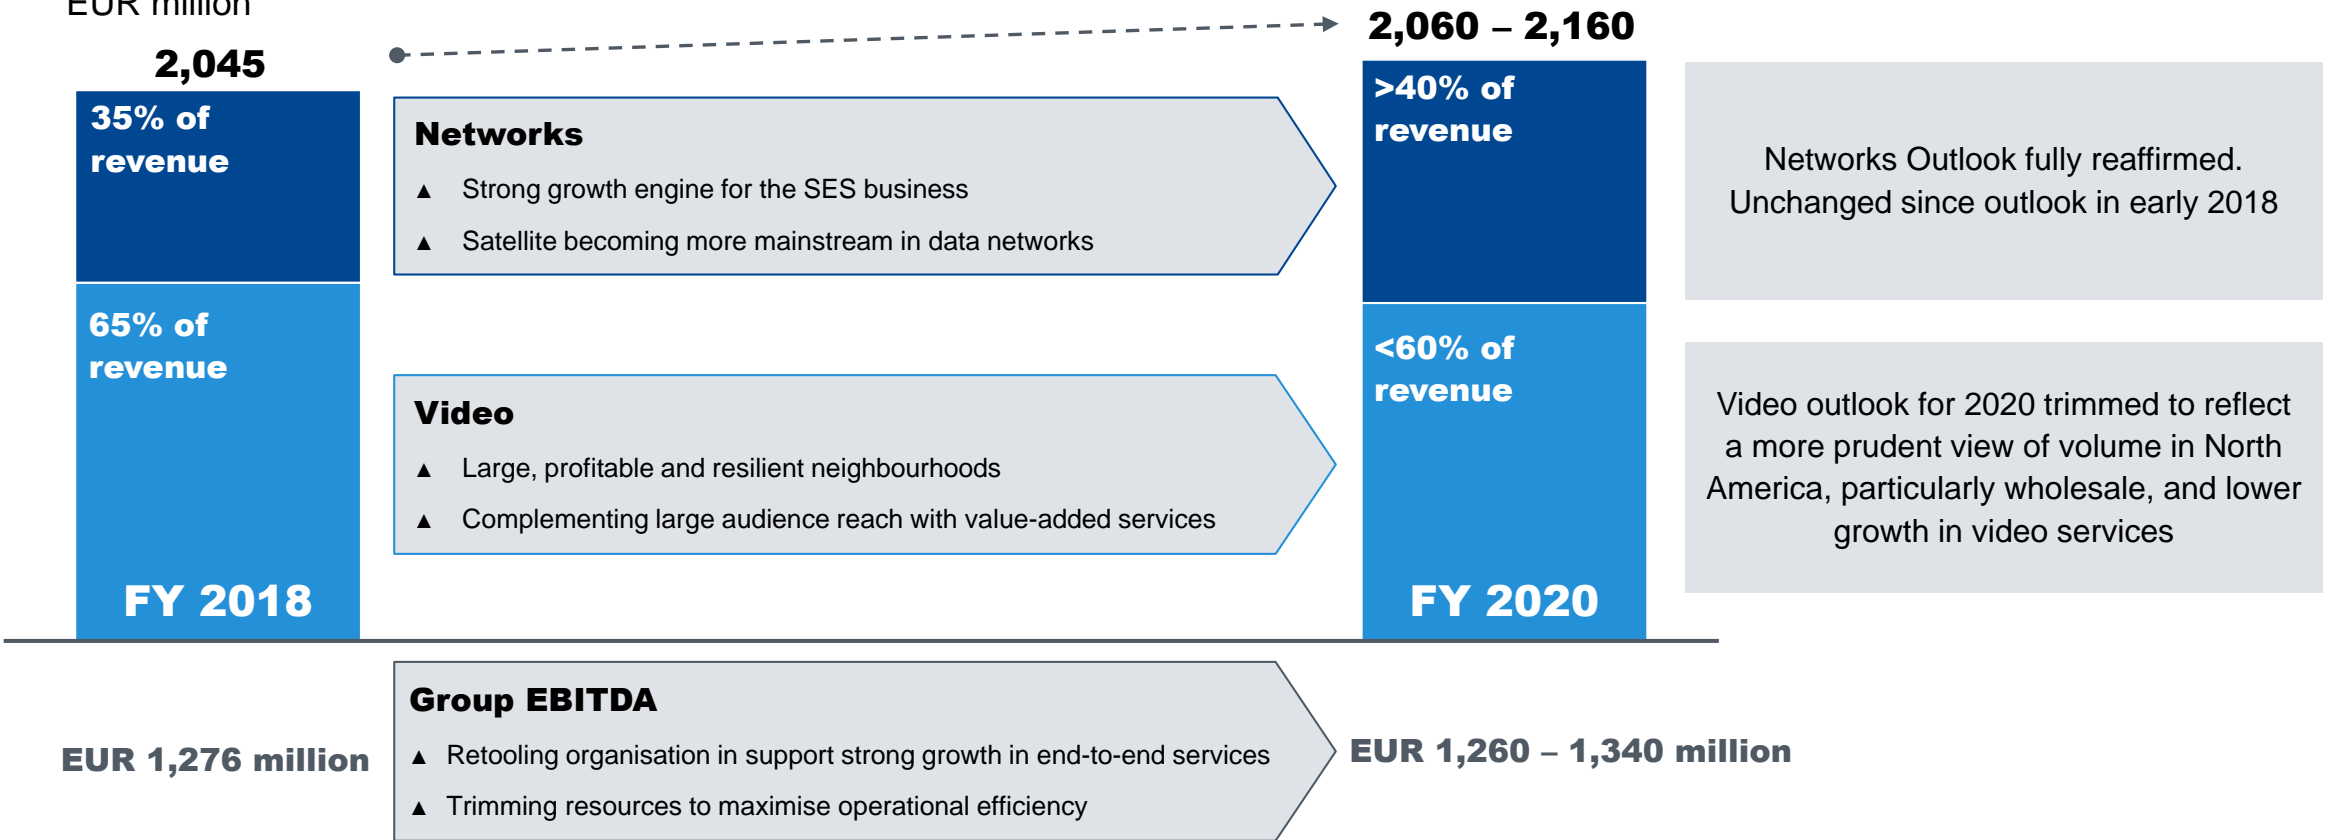 EUR million
2,045
2,060 – 2,160
35% of
revenue
65% of
revenue
FY 2018
Networks
▲ Strong growth engine for the SES business
▲ Satellite becoming more mainstream in data networks
Video
▲ Large, profitable and resilient neighbourhoods
▲ Complementing large audience reach with value-added services
>40% of
revenue
<60% of
revenue
FY 2020
Networks Outlook fully reaffirmed.
Unchanged since outlook in early 2018
Video outlook for 2020 trimmed to reflect
a more prudent view of volume in North
America, particularly wholesale, and lower
growth in video services
EUR 1,276 million
Group EBITDA
▲ Retooling organisation in support strong growth in end-to-end services
▲ Trimming resources to maximise operational efficiency
EUR 1,260 – 1,340 million